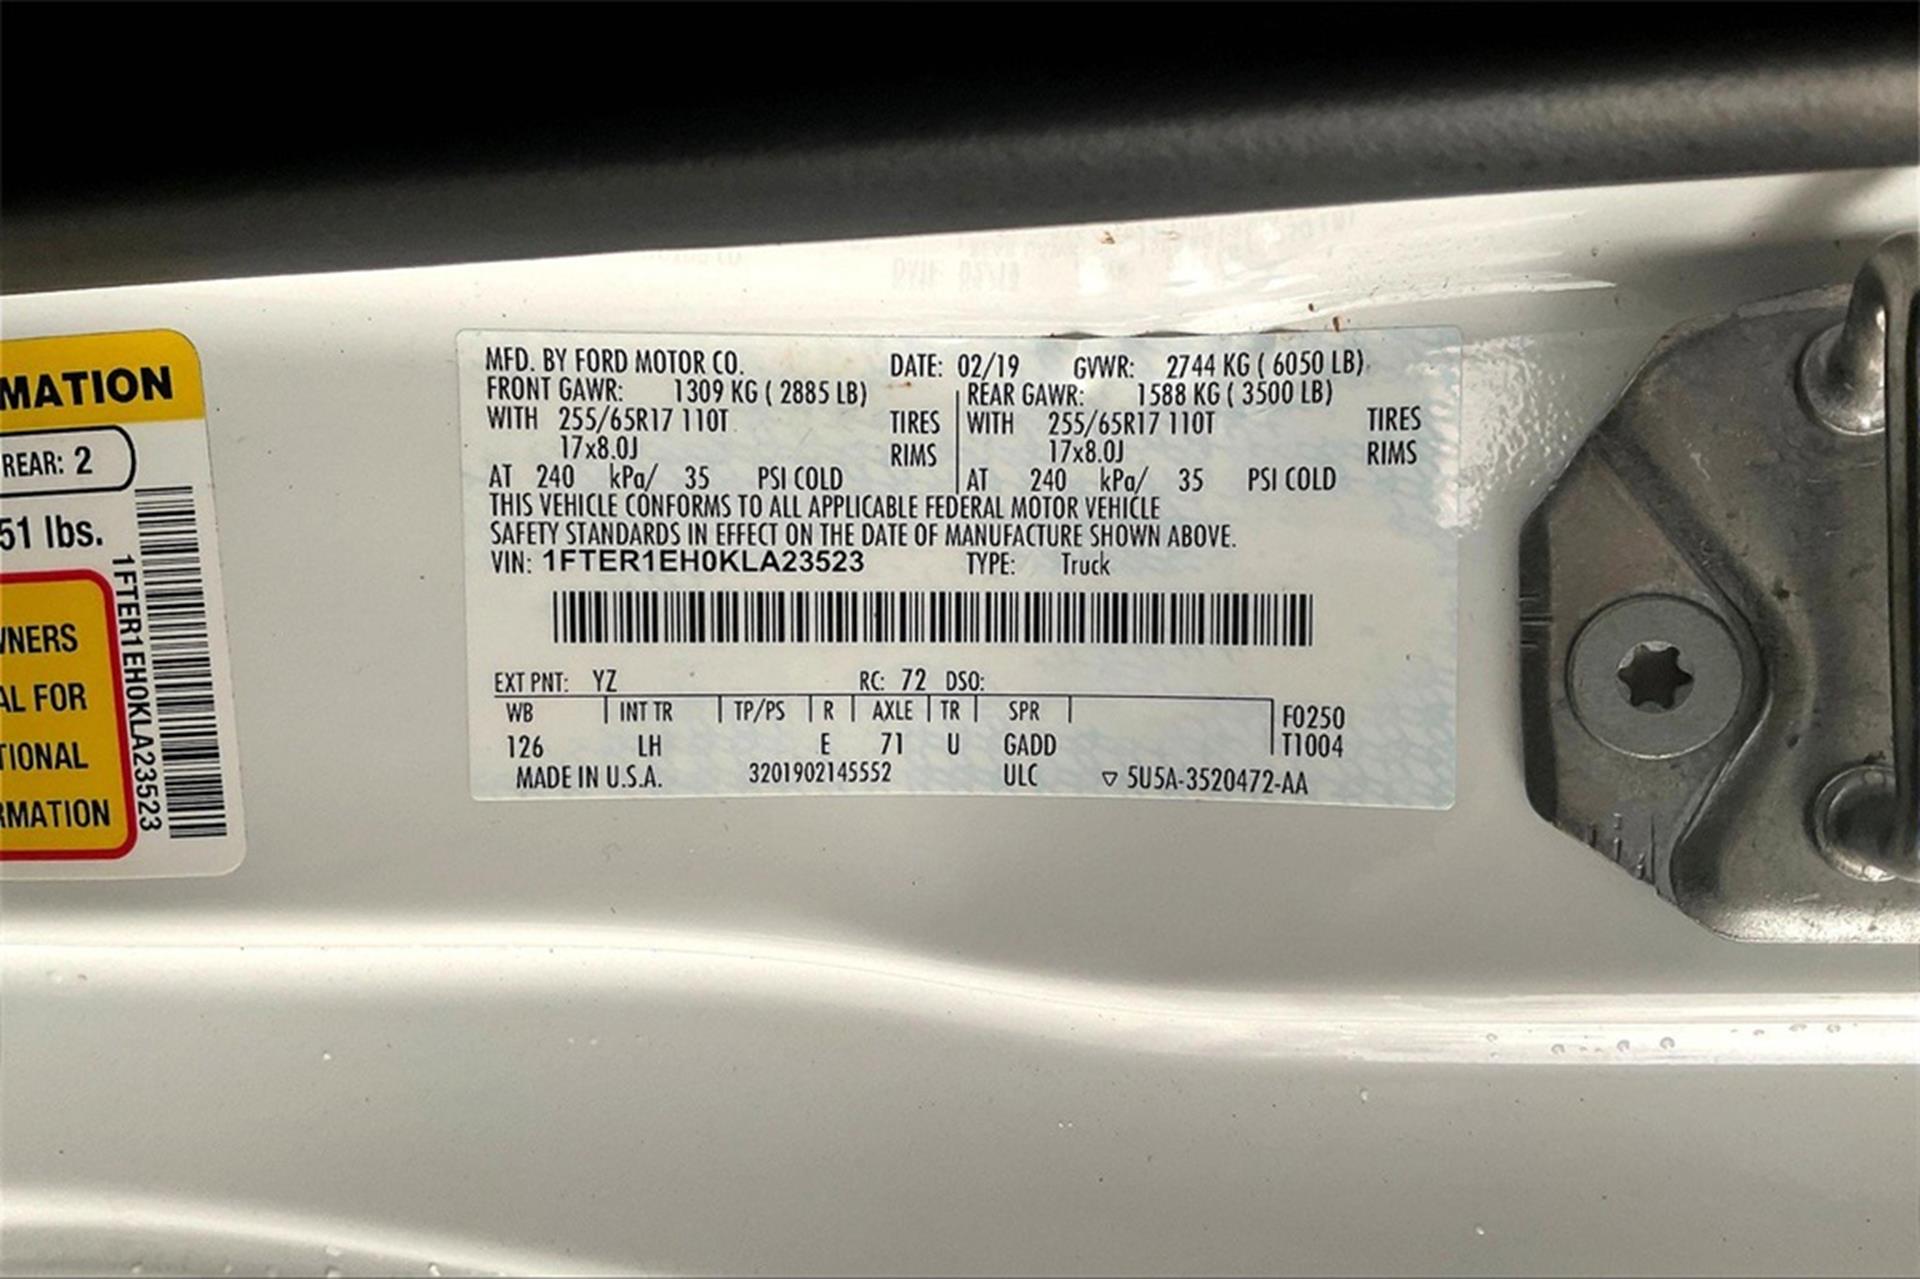 MATION
REAR: 2
51 lbs.
WNERS
AL FOR
TIONAL
RMATION
1FTER1EH0KLA23523
MFD. BY FORD MOTOR CO. DATE: 02/19 GVWR: 2744 KG ( 6050 LB)
FRONT GAWR: 1309 KG ( 2885 LB) REAR GAWR: 1588 KG ( 3500 LB)
WITH 255/65R17 110T TIRES WITH 255/65R17 110T TIRES
17x8.0J RIMS 17x8.0J RIMS
AT 240 kPa/ 35 PSI COLD AT 240 kPa/ 35 PSI COLD
THIS VEHICLE CONFORMS TO ALL APPLICABLE FEDERAL MOTOR VEHICLE
SAFETY STANDARDS IN EFFECT ON THE DATE OF MANUFACTURE SHOWN ABOVE.
VIN: 1FTER1EH0KLA23523 TYPE: Truck
EXT PNT: YZ RC: 72 DSO:
WB INT TR TP/PS R AXLE TR SPR F0250
126 LH E 71 U GADD T1004
MADE IN U.S.A. 3201902145552 ULC ▽ 5U5A-3520472-AA